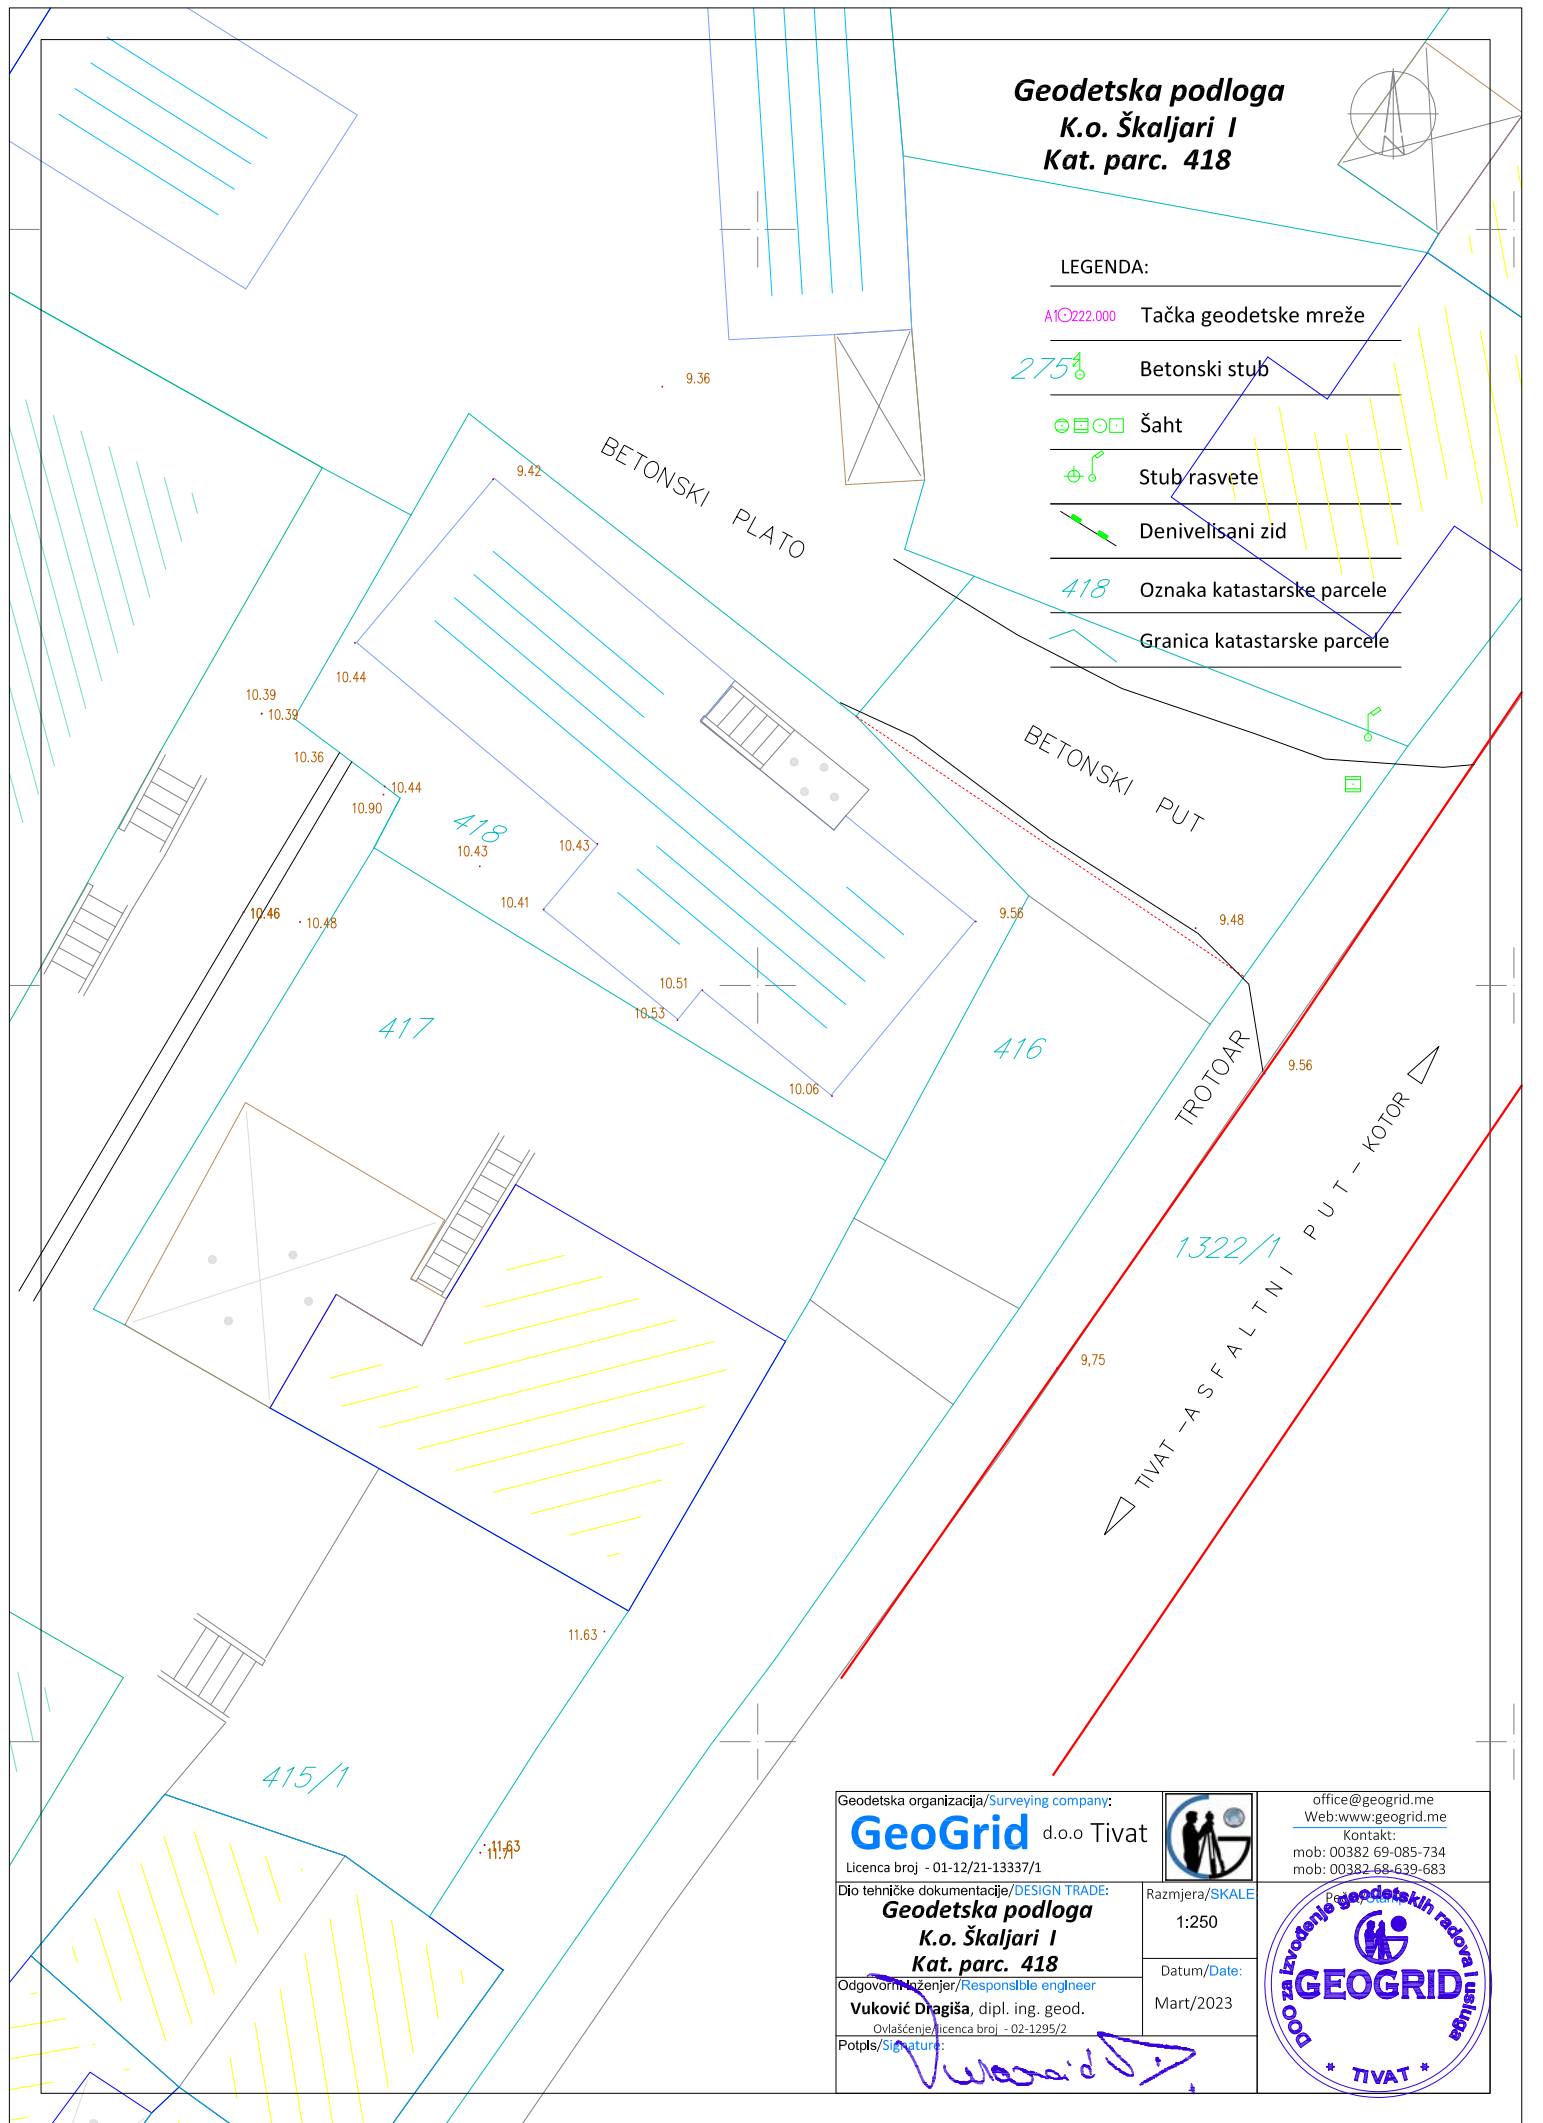 Geodetska podloga
K.o. Škaljari I
Kat. parc. 418
N
LEGENDA:
A1 222.000 Tačka geodetske mreže
275
Betonski stub
Šaht
Stub rasvete
Denivelisani zid
418 Oznaka katastarske parcele
Granica katastarske parcele
9.36
9.42
BETONSKI PLATO
10.44
10.39
10.39
10.36
10.44
10.90
418
10.43
10.43
10.41
10.46
10.48
BETONSKI PUT
9.56
9.48
10.51
10.53
417
416
10.06
TROTOAR
9.56
1322/1
TIVAT - ASFALTNI PUT - KOTOR
9,75
11.63
415/1
11.63
11.71
Geodetska organizacija/Surveying company:
GeoGrid d.o.o Tivat
Licenca broj - 01-12/21-13337/1
office@geogrid.me
Web:www:geogrid.me
Kontakt:
mob: 00382 69-085-734
mob: 00382 68-639-683
Dio tehničke dokumentacije/DESIGN TRADE:
Geodetska podloga
K.o. Škaljari I
Kat. parc. 418
Razmjera/SKALE
1:250
Datum/Date:
Mart/2023
Odgovorni Inženjer/Responsible engineer
Vuković Dragiša, dipl. ing. geod.
Ovlašćenje/licenca broj - 02-1295/2
Potpis/Signature:
DOO za izvođenje geodetskih radova i usluga
GEOGRID
* TIVAT *